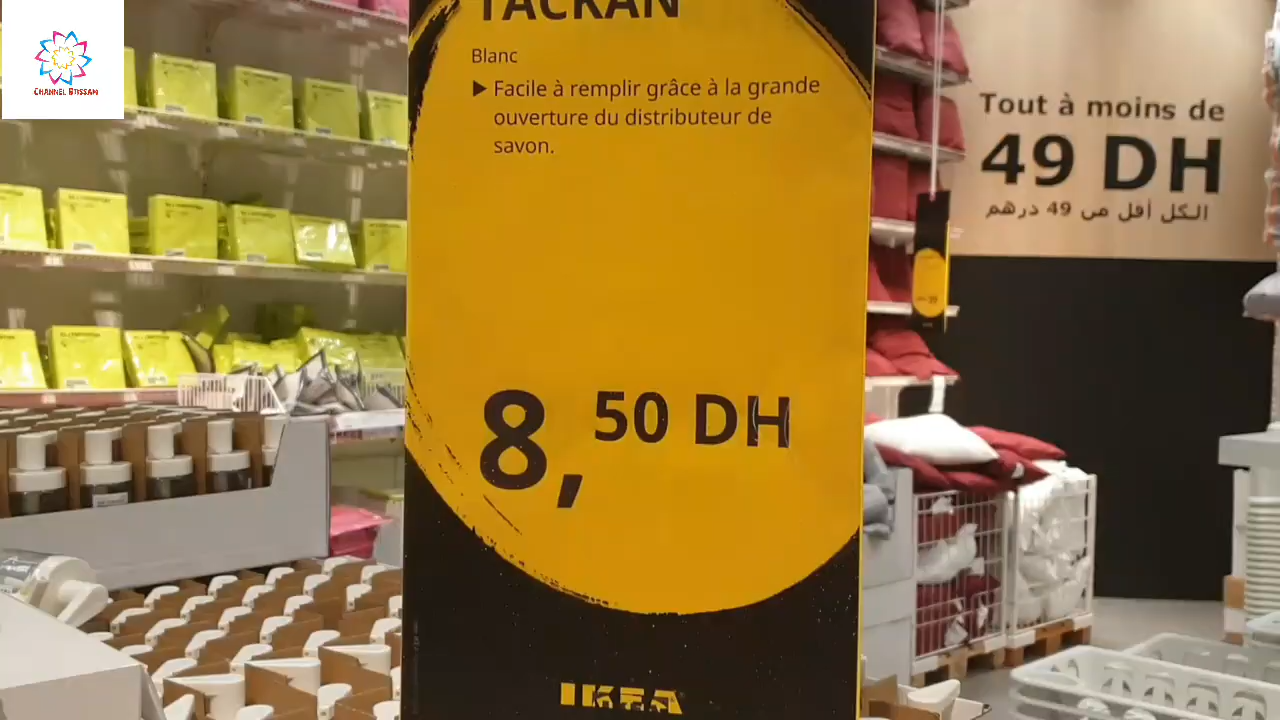 CHANNEL BISSAM
TACKAN
Blanc
▶ Facile à remplir grâce à la grande
ouverture du distributeur de
savon.
8,50 DH
IKEA
Tout à moins de
49 DH
الكل أقل من 49 درهم